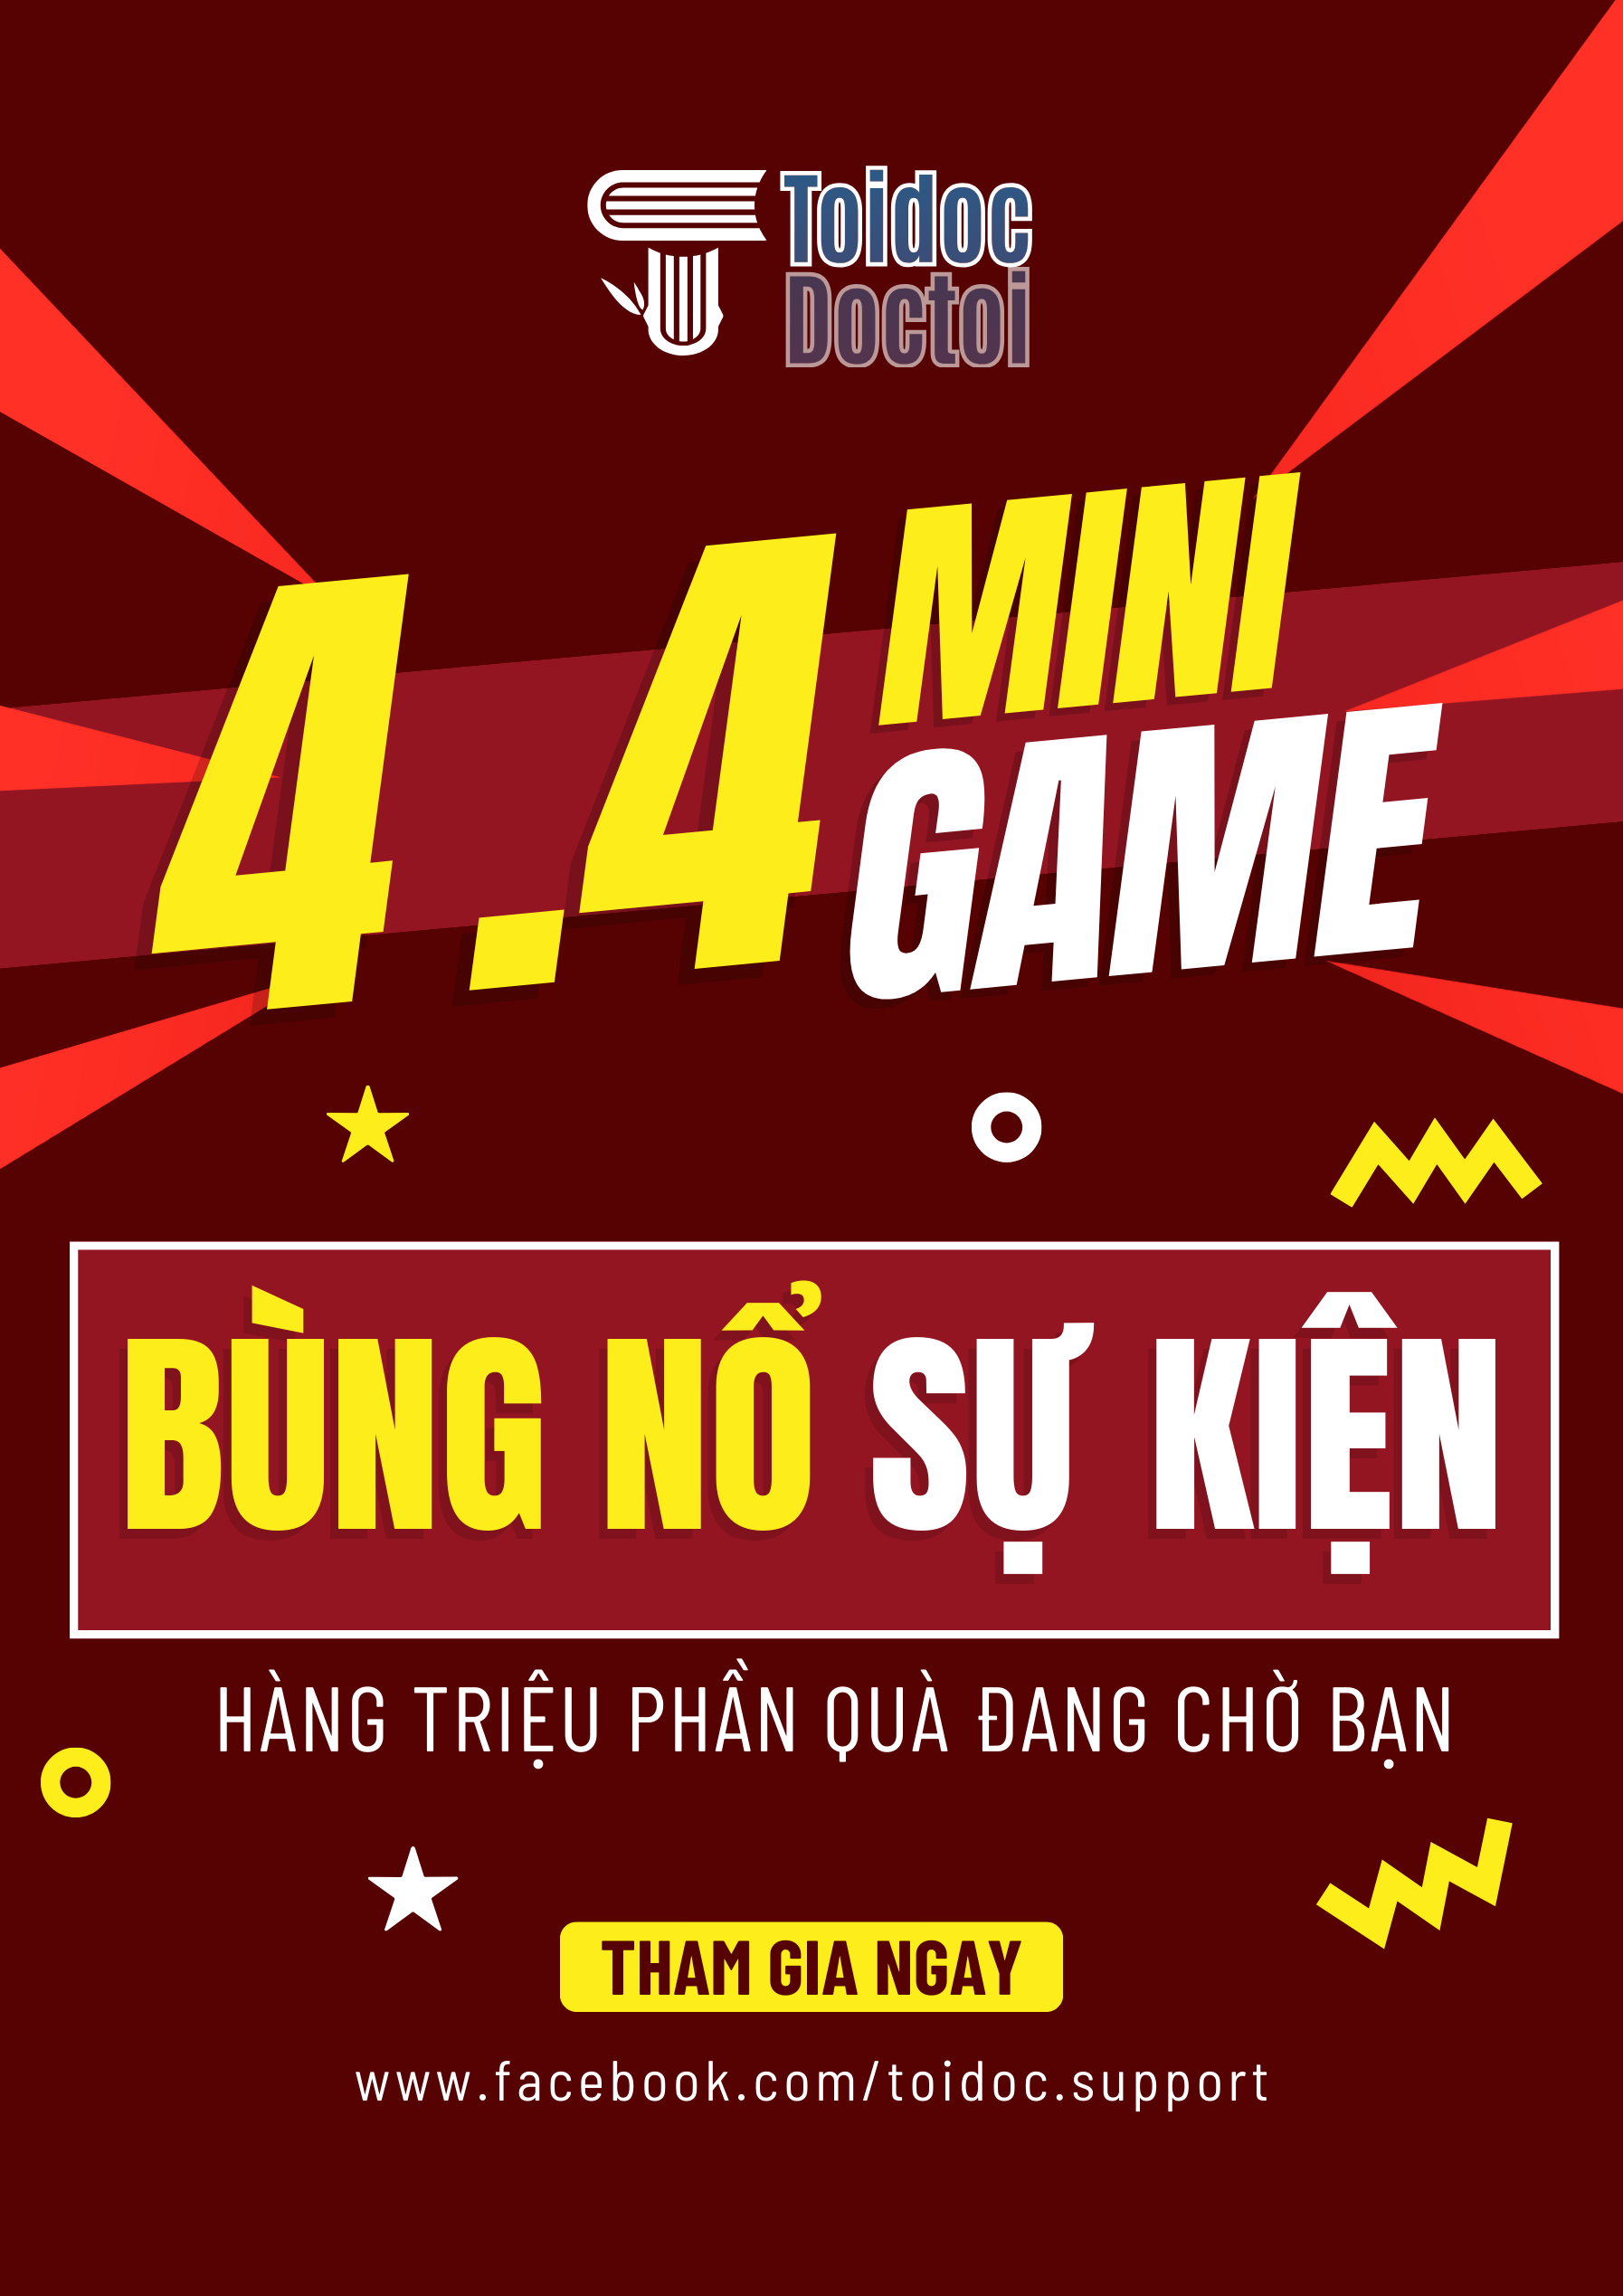 Toidoc
Doctoi
4.4 MINI
GAME
BÙNG NỔ SỰ KIỆN
HÀNG TRIỆU PHẦN QUÀ ĐANG CHỜ BẠN
THAM GIA NGAY
www.facebook.com/toidoc.support